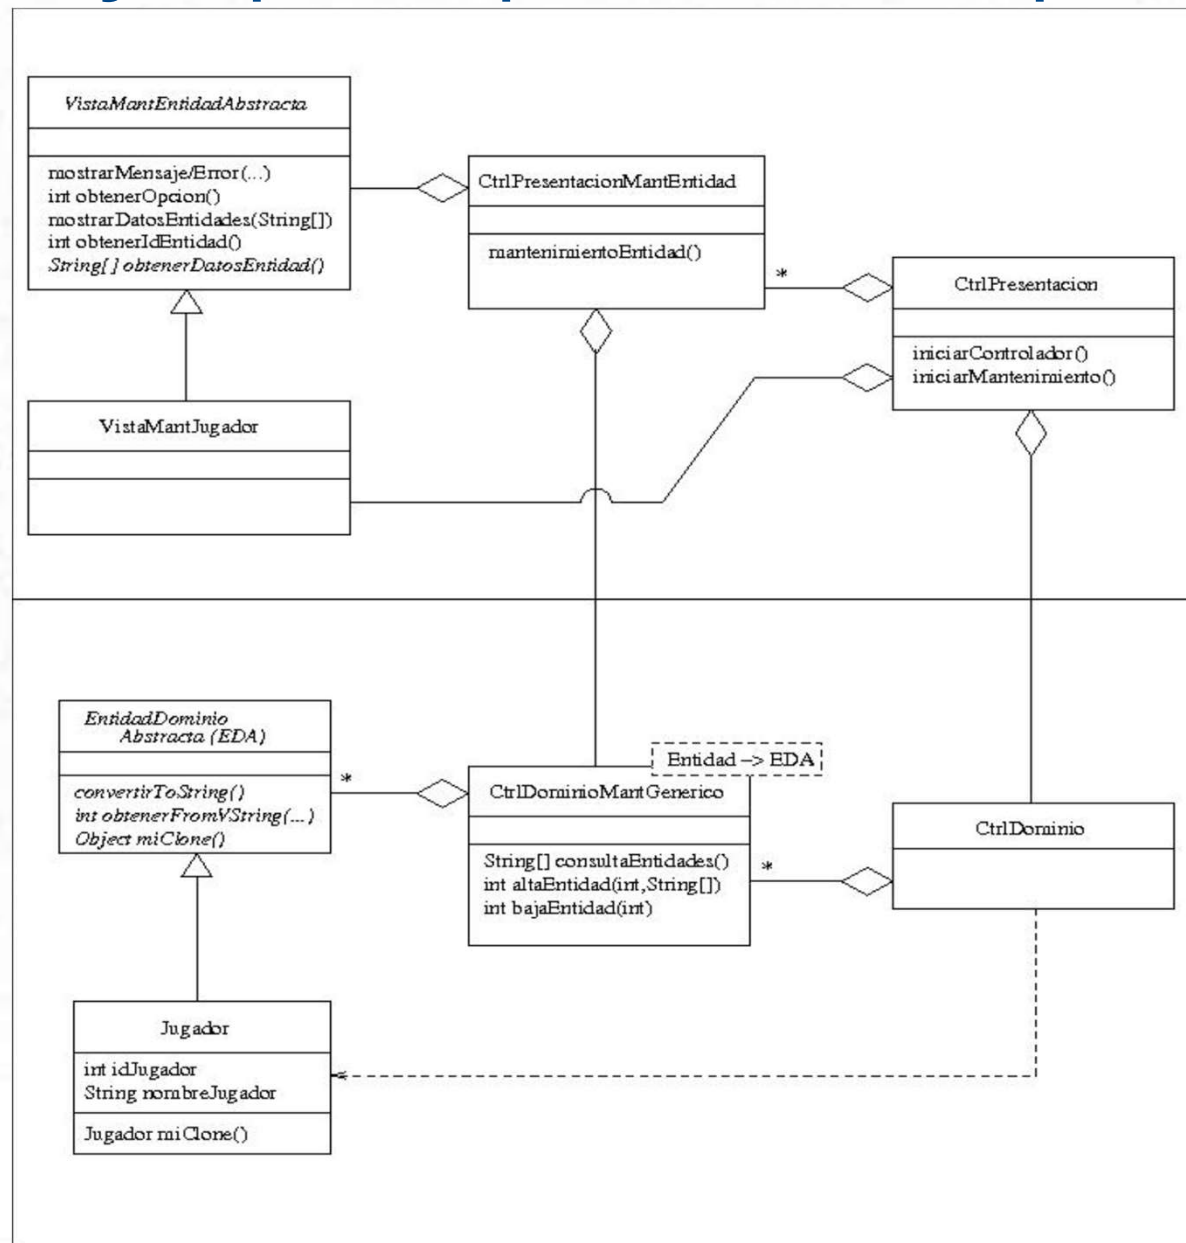 VistaMantEntidadAbstracta
mostrarMensaje/Error(...)
int obtenerOpcion()
mostrarDatosEntidades(String[])
int obtenerIdEntidad()
String[] obtenerDatosEntidad()
CtrlPresentacionMantEntidad
mantenimientoEntidad()
*
CtrlPresentacion
iniciarControlador()
iniciarMantenimiento()
VistaMantJugador
EntidadDominio
Abstracta (EDA)
convertirToString()
int obtenerFromVString(...)
Object miClone()
*
Entidad -> EDA
CtrlDominioMantGenerico
String[] consultaEntidades()
int altaEntidad(int,String[])
int bajaEntidad(int)
*
CtrlDominio
Jugador
int idJugador
String nombreJugador
Jugador miClone()